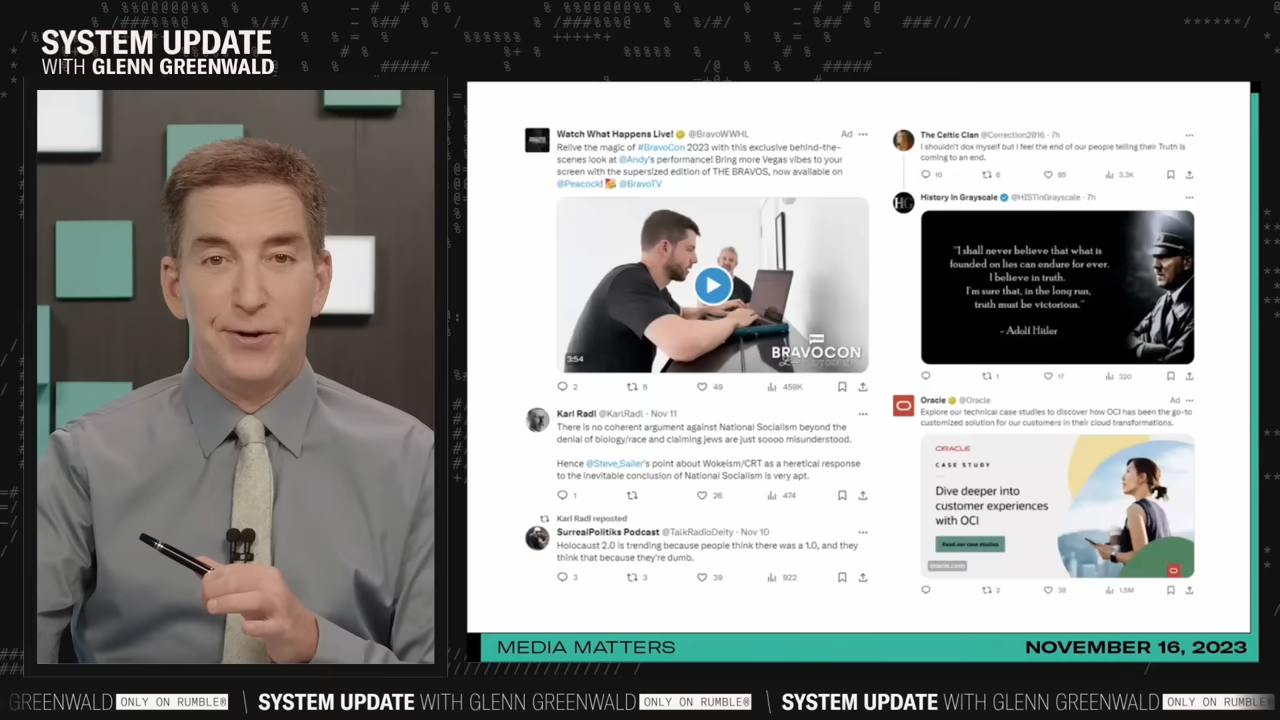 SYSTEM UPDATE
WITH GLENN GREENWALD
Watch What Happens Live! @BravoWWHL
Ad
Relive the magic of #BravoCon 2023 with this exclusive behind-the-
scenes look at @Andy's performance! Bring more Vegas vibes to your
screen with the supersized edition of THE BRAVOS, now available on
@Peacock! @BravoTV
3:54
BRAVOCON
2
6
49
459K
Karl Radl @KarlRadl · Nov 11
There is no coherent argument against National Socialism beyond the
denial of biology/race and claiming jews are just soooo misunderstood.
Hence @Steve_Sailer's point about Wokeism/CRT as a heretical response
to the inevitable conclusion of National Socialism is very apt.
1
26
474
Karl Radl reposted
SurrealPolitiks Podcast @TalkRadioDeity · Nov 10
Holocaust 2.0 is trending because people think there was a 1.0, and they
think that because they're dumb.
3
3
39
922
The Celtic Clan @Correction2016 · 7h
I shouldn't dox myself but I feel the end of our people telling their Truth is
coming to an end.
10
6
85
3.3K
HG
History In Grayscale @HISTinGrayscale · 7h
"I shall never believe that what is
founded on lies can endure for ever.
I believe in truth.
I'm sure that, in the long run,
truth must be victorious."
- Adolf Hitler
1
17
320
Oracle @Oracle
Ad
Explore our technical case studies to discover how OCI has been the go-to
customized solution for our customers in their cloud transformations.
ORACLE
CASE STUDY
Dive deeper into
customer experiences
with OCI
Read our case studies
oracle.com
2
39
1.5M
MEDIA MATTERS
NOVEMBER 16, 2023
GREENWALD ONLY ON RUMBLE® \ SYSTEM UPDATE WITH GLENN GREENWALD ONLY ON RUMBLE® \ SYSTEM UPDATE WITH GLENN GREENWALD ONLY ON RUMBLE